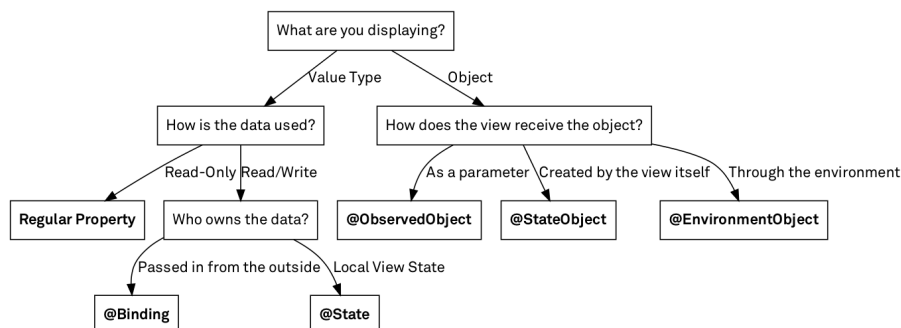 What are you displaying?
Value Type
Object
How is the data used?
How does the view receive the object?
Read-Only
Read/Write
As a parameter
Created by the view itself
Through the environment
Regular Property
Who owns the data?
@ObservedObject
@StateObject
@EnvironmentObject
Passed in from the outside
Local View State
@Binding
@State